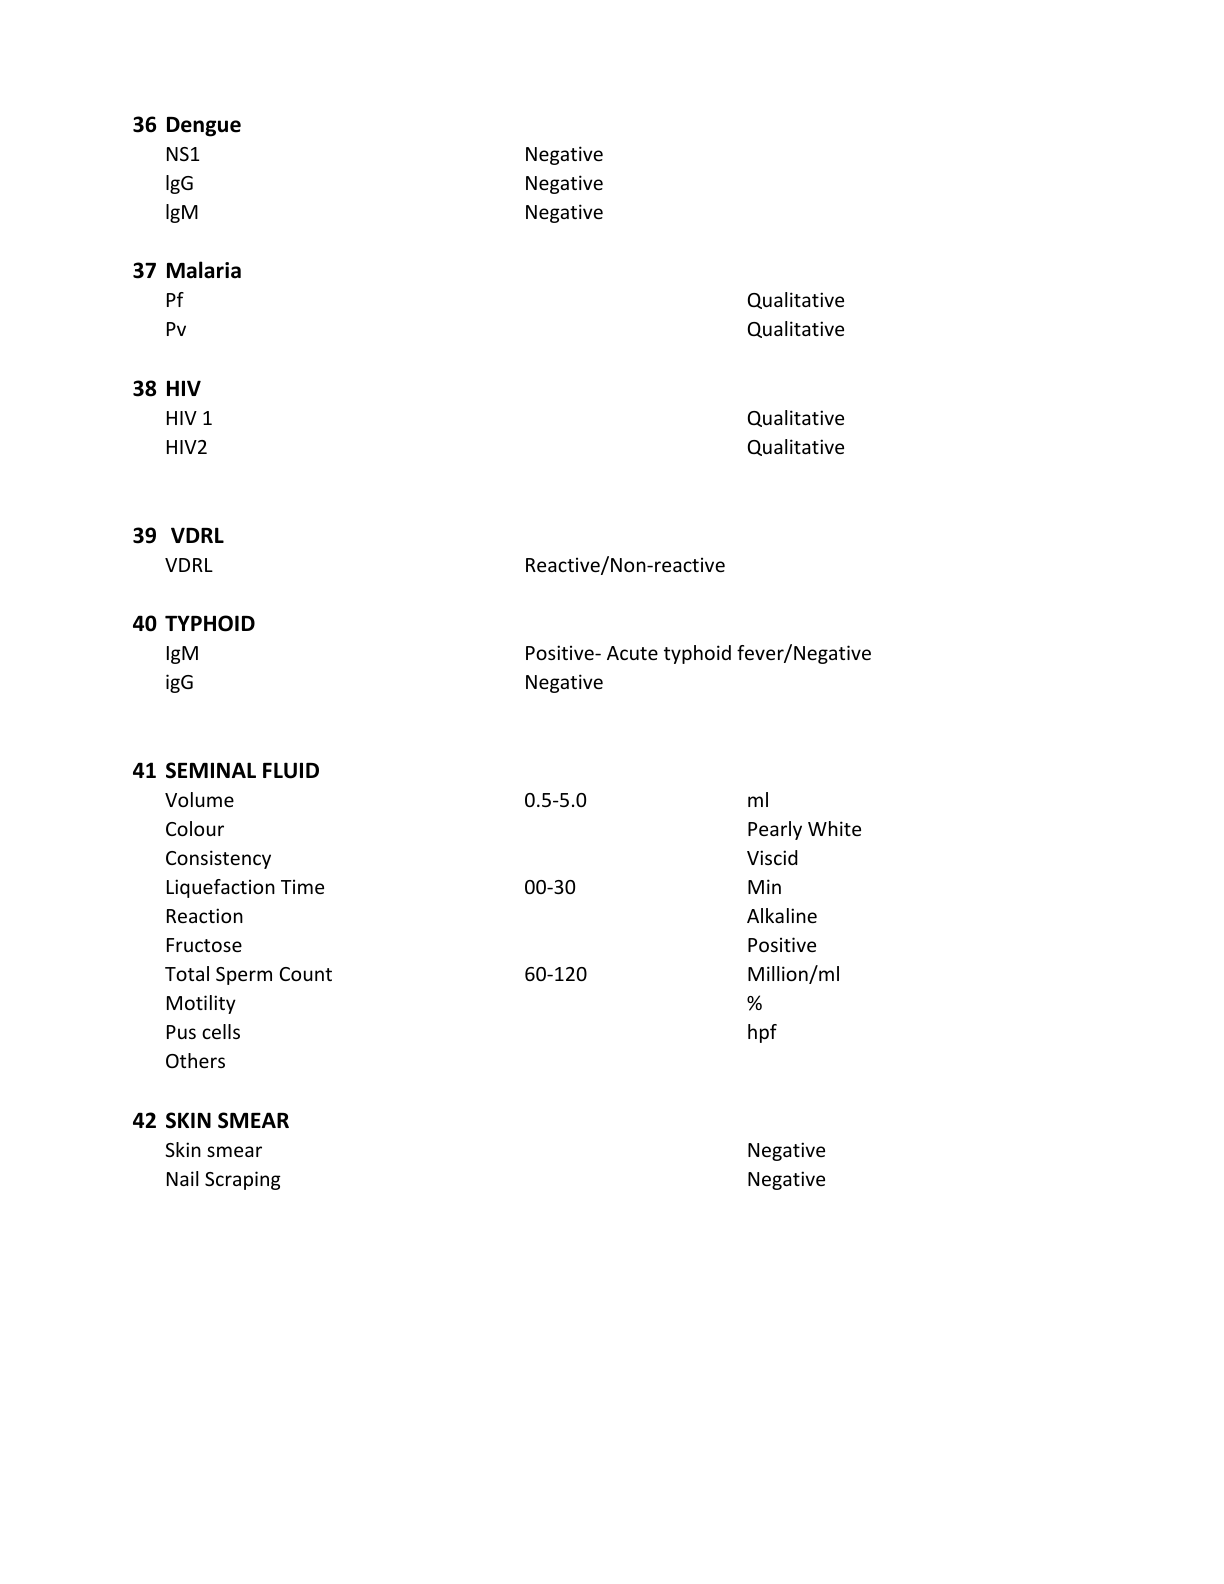 36 Dengue
NS1 Negative
lgG Negative
lgM Negative
37 Malaria
Pf Qualitative
Pv Qualitative
38 HIV
HIV 1 Qualitative
HIV2 Qualitative
39 VDRL
VDRL Reactive/Non-reactive
40 TYPHOID
IgM Positive- Acute typhoid fever/Negative
igG Negative
41 SEMINAL FLUID
Volume 0.5-5.0 ml
Colour Pearly White
Consistency Viscid
Liquefaction Time 00-30 Min
Reaction Alkaline
Fructose Positive
Total Sperm Count 60-120 Million/ml
Motility %
Pus cells hpf
Others
42 SKIN SMEAR
Skin smear Negative
Nail Scraping Negative